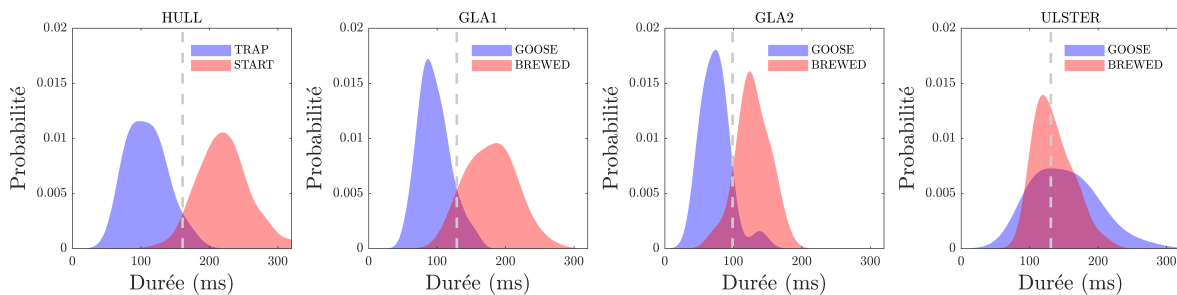 HULL
0.02
0.015
0.01
0.005
0
0
100
200
300
Probabilité
Durée (ms)
TRAP
START
GLA1
0.02
0.015
0.01
0.005
0
0
100
200
300
Probabilité
Durée (ms)
GOOSE
BREWED
GLA2
0.02
0.015
0.01
0.005
0
0
100
200
300
Probabilité
Durée (ms)
GOOSE
BREWED
ULSTER
0.02
0.015
0.01
0.005
0
0
100
200
300
Probabilité
Durée (ms)
GOOSE
BREWED